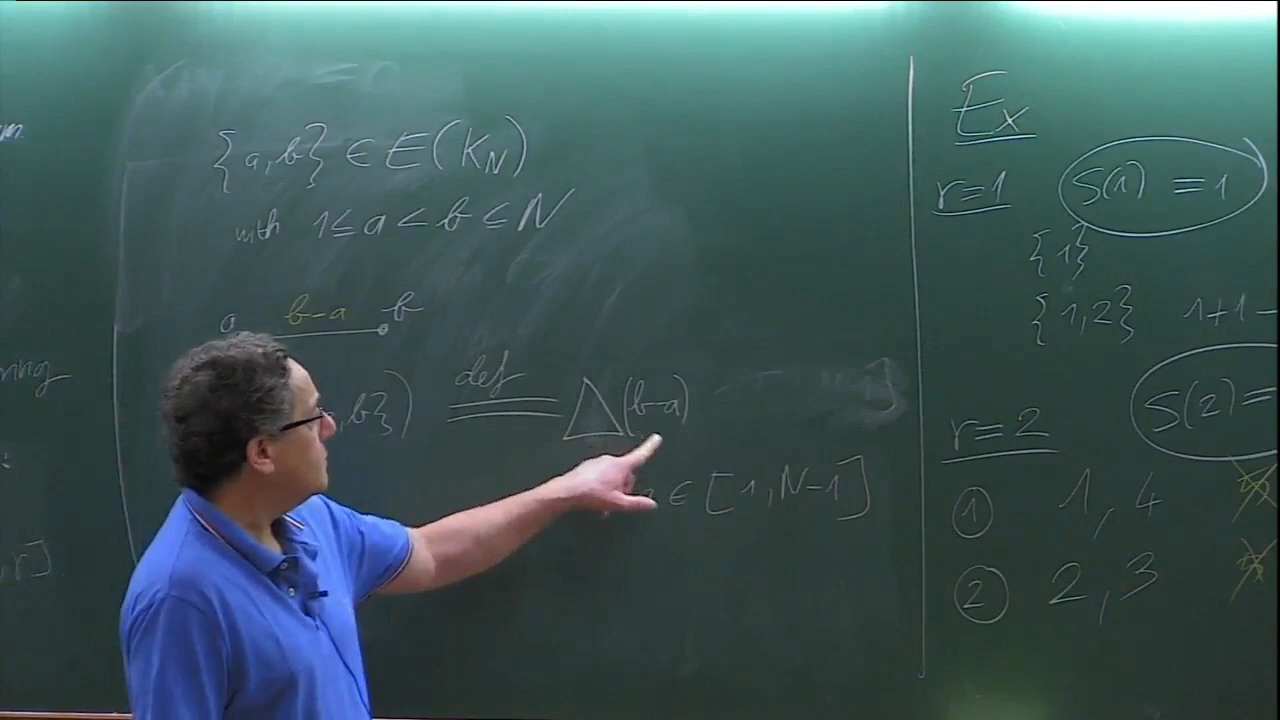 {a,b} ∈ E(K_N)
with 1 ≤ a < b ≤ N
a b-a b
,b}) def Δ(b-a)
∈ [1,N-1]
,r]
Ex
r=1 S(1) = 1
{1}
{1,2} 1+1
S(2)=
r=2
① 1, 4
② 2, 3